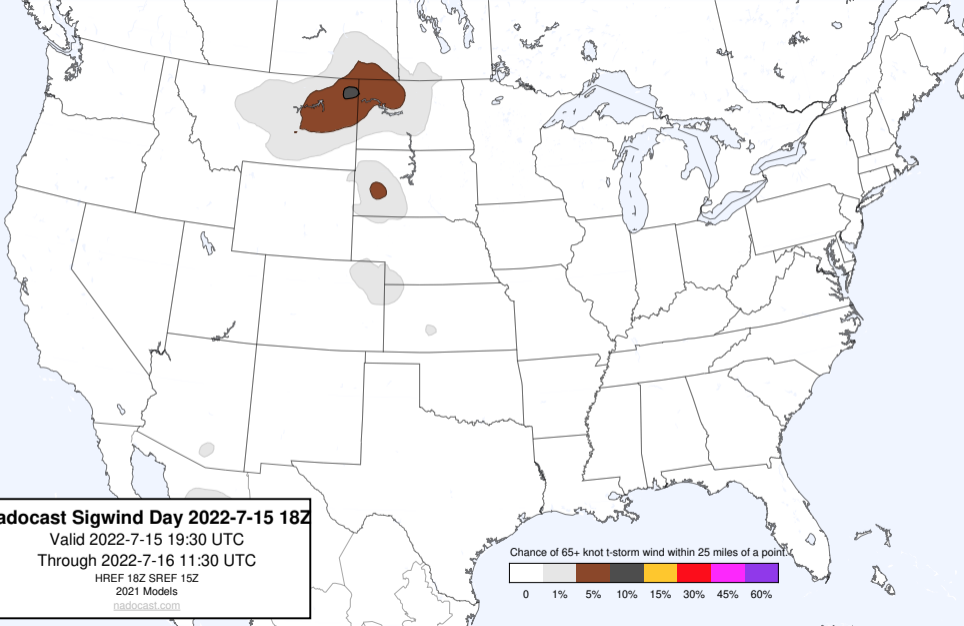 adocast Sigwind Day 2022-7-15 18Z
Valid 2022-7-15 19:30 UTC
Through 2022-7-16 11:30 UTC
HREF 18Z SREF 15Z
2021 Models
nadocast.com
Chance of 65+ knot t-storm wind within 25 miles of a point.
0 1% 5% 10% 15% 30% 45% 60%